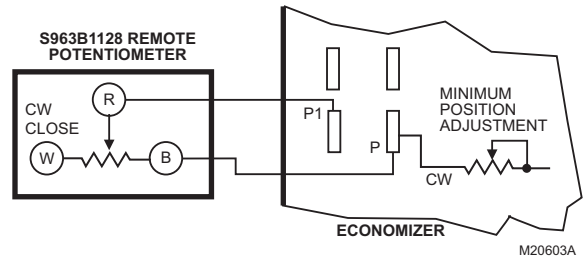 S963B1128 REMOTE
POTENTIOMETER
R
CW
CLOSE
W
B
P1
P
MINIMUM
POSITION
ADJUSTMENT
CW
ECONOMIZER
M20603A